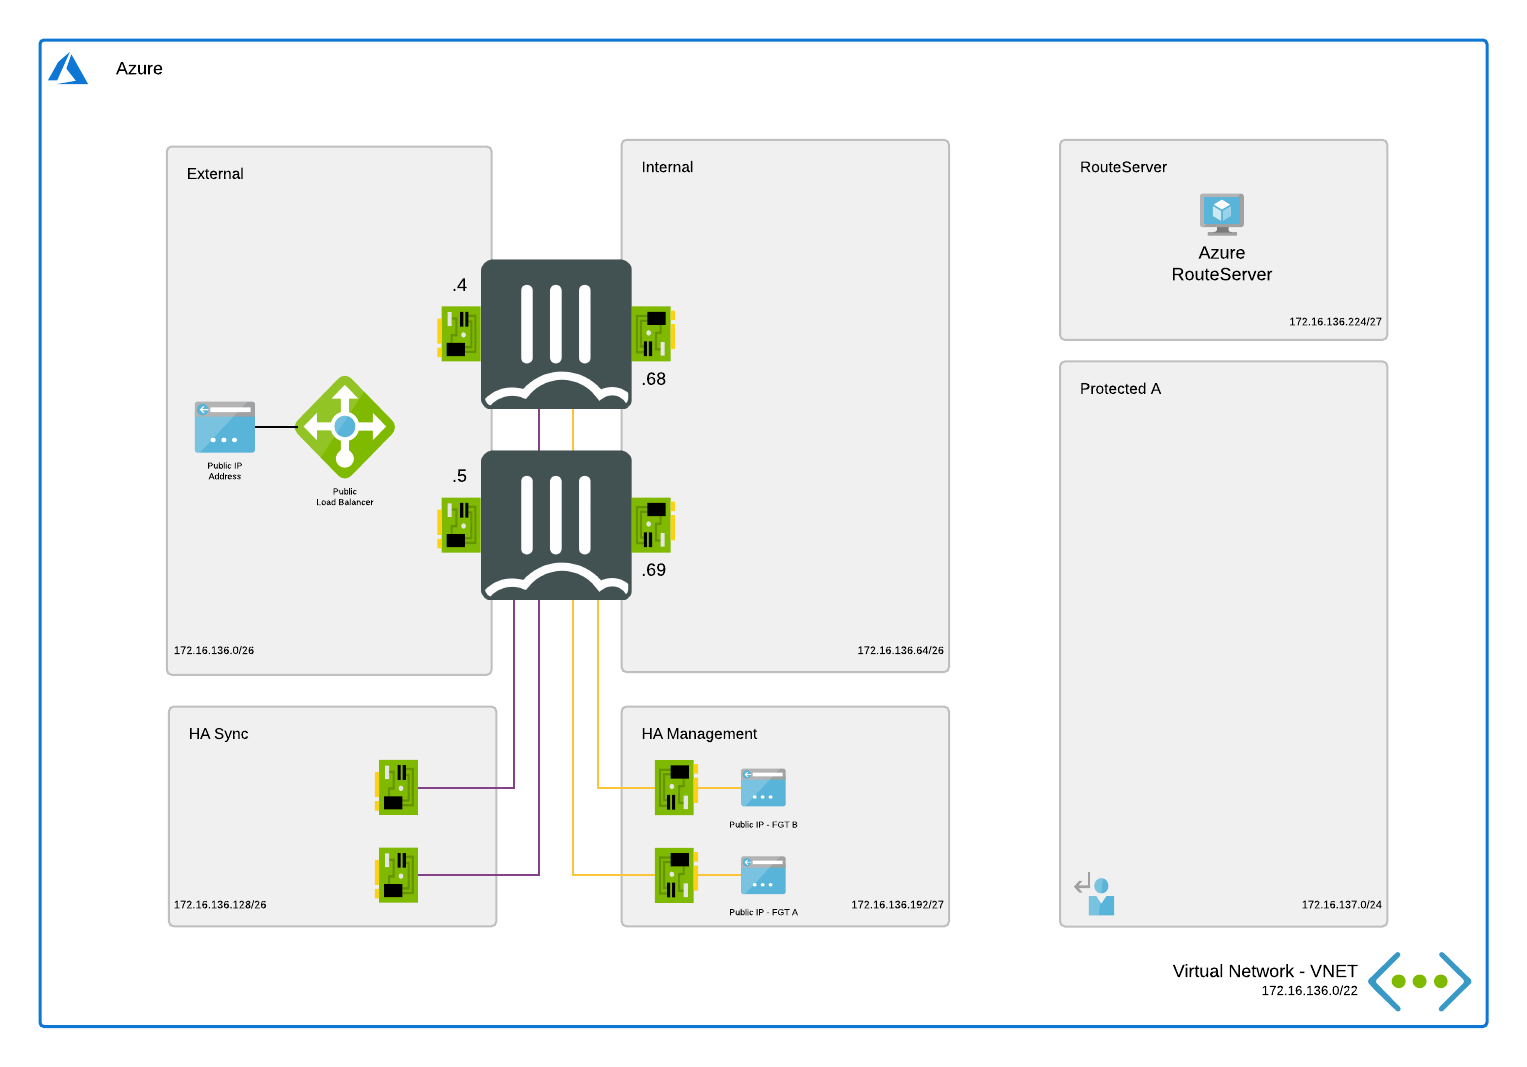 Azure
External
.4
.5
Public IP
Address
Public
Load Balancer
172.16.136.0/26
Internal
.68
.69
172.16.136.64/26
RouteServer
Azure
RouteServer
172.16.136.224/27
Protected A
172.16.137.0/24
HA Sync
172.16.136.128/26
HA Management
Public IP - FGT B
Public IP - FGT A
172.16.136.192/27
Virtual Network - VNET
172.16.136.0/22